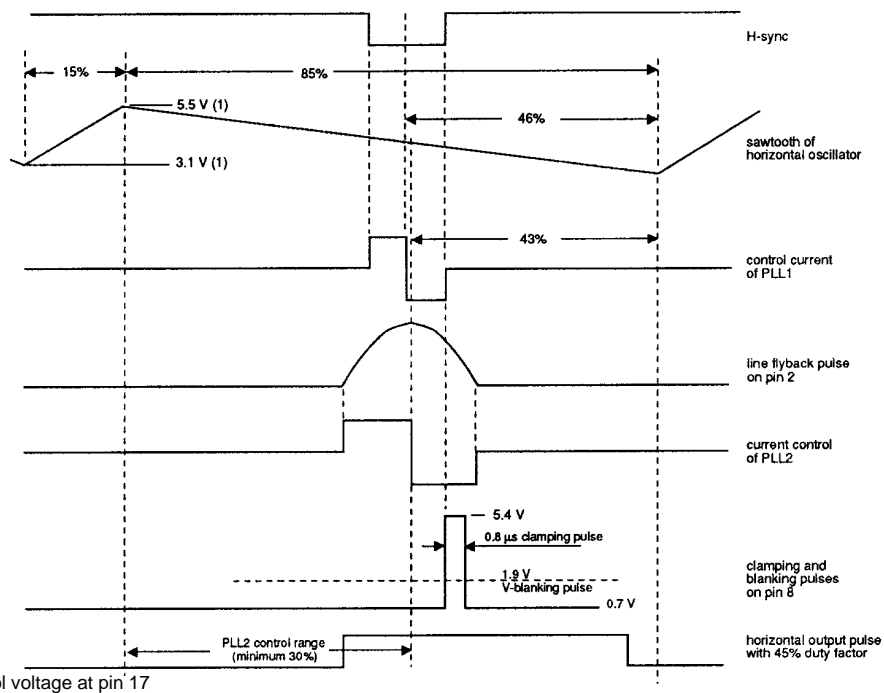 H-sync
15%
85%
5.5 V (1)
46%
3.1 V (1)
sawtooth of
horizontal oscillator
43%
control current
of PLL1
line flyback pulse
on pin 2
current control
of PLL2
5.4 V
0.8 µs clamping pulse
1.9 V
V-blanking pulse
0.7 V
clamping and
blanking pulses
on pin 8
PLL2 control range
(minimum 30%)
horizontal output pulse
with 45% duty factor
ol voltage at pin 17